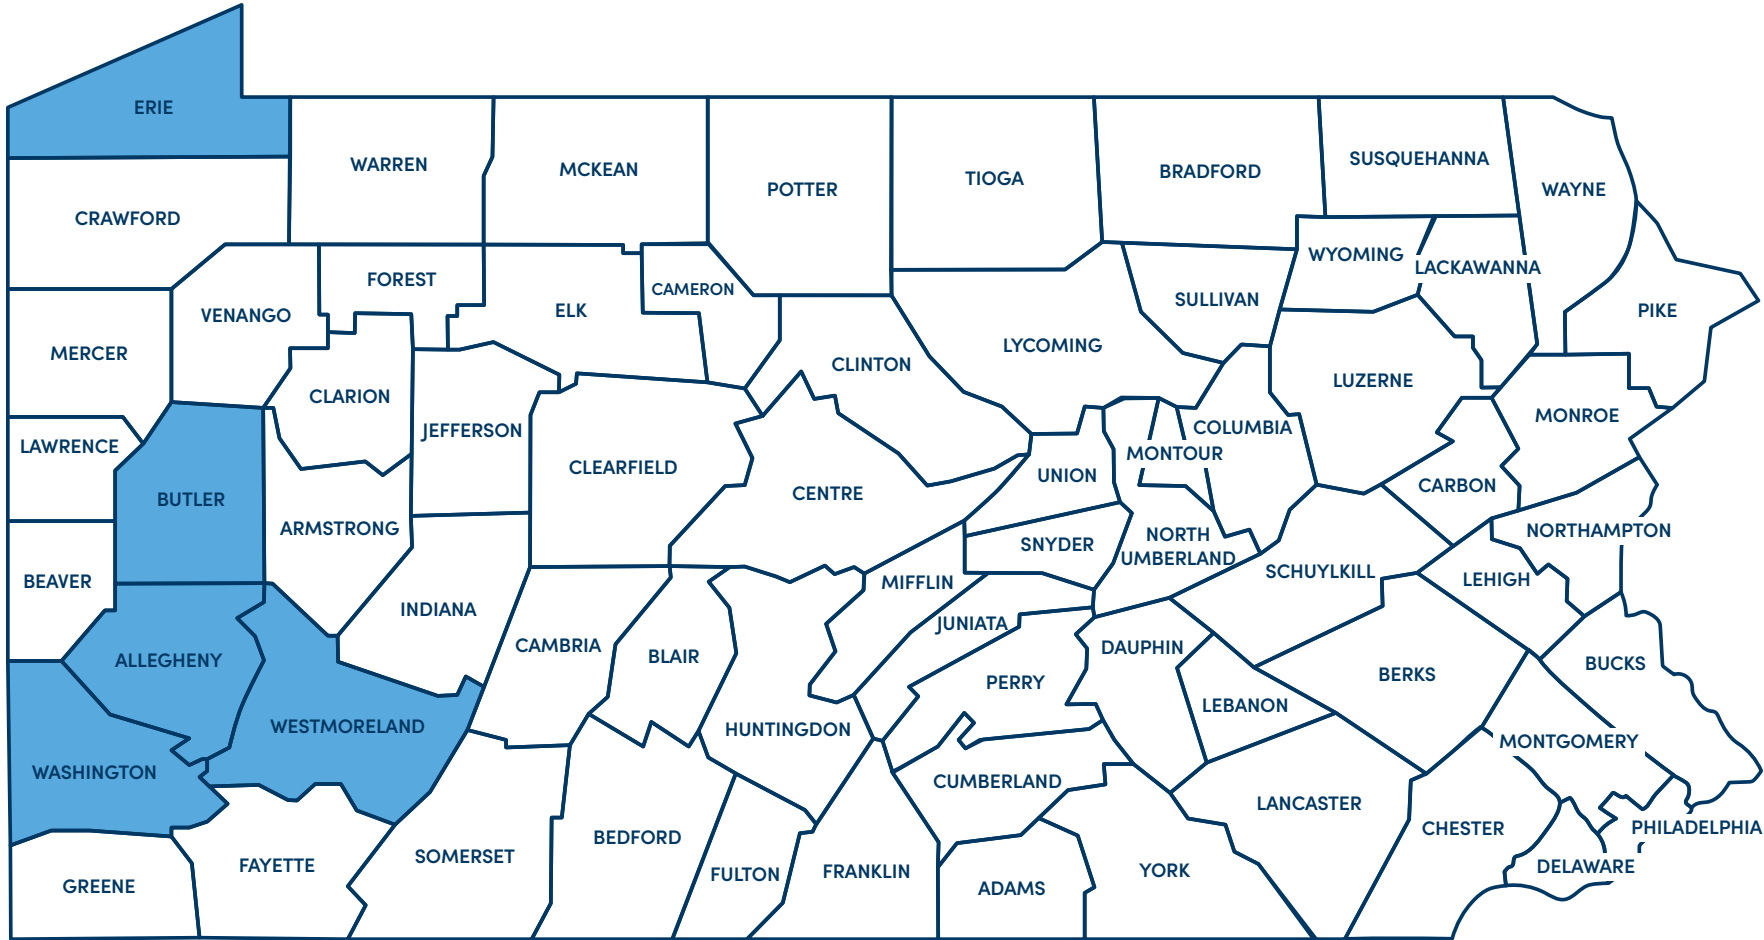 ERIE
WARREN
MCKEAN
POTTER
TIOGA
BRADFORD
SUSQUEHANNA
WAYNE
CRAWFORD
WYOMING
LACKAWANNA
FOREST
CAMERON
SULLIVAN
VENANGO
ELK
PIKE
MERCER
LYCOMING
CLINTON
LUZERNE
CLARION
MONROE
JEFFERSON
COLUMBIA
LAWRENCE
MONTOUR
CLEARFIELD
UNION
CARBON
BUTLER
CENTRE
ARMSTRONG
NORTHAMPTON
NORTH
UMBERLAND
SNYDER
SCHUYLKILL
LEHIGH
BEAVER
MIFFLIN
INDIANA
JUNIATA
CAMBRIA
DAUPHIN
BLAIR
ALLEGHENY
BUCKS
BERKS
PERRY
LEBANON
WESTMORELAND
HUNTINGDON
MONTGOMERY
WASHINGTON
CUMBERLAND
LANCASTER
CHESTER
PHILADELPHIA
BEDFORD
SOMERSET
FAYETTE
DELAWARE
FULTON
FRANKLIN
YORK
GREENE
ADAMS